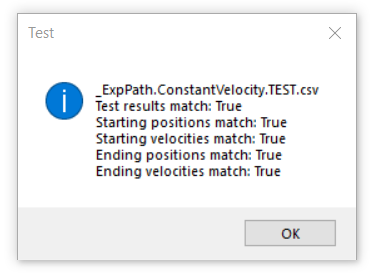 Test
_ExpPath.ConstantVelocity.TEST.csv
Test results match: True
Starting positions match: True
Starting velocities match: True
Ending positions match: True
Ending velocities match: True
OK